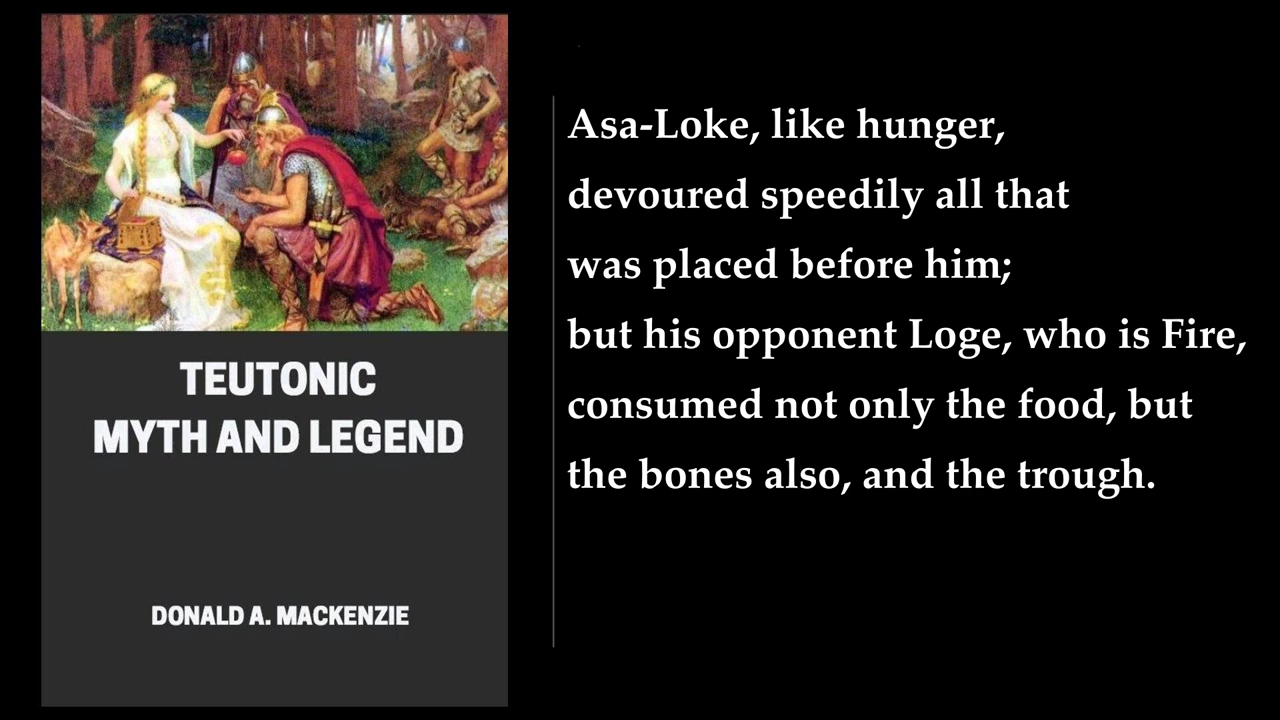 TEUTONIC
MYTH AND LEGEND
DONALD A. MACKENZIE
Asa-Loke, like hunger,
devoured speedily all that
was placed before him;
but his opponent Loge, who is Fire,
consumed not only the food, but
the bones also, and the trough.